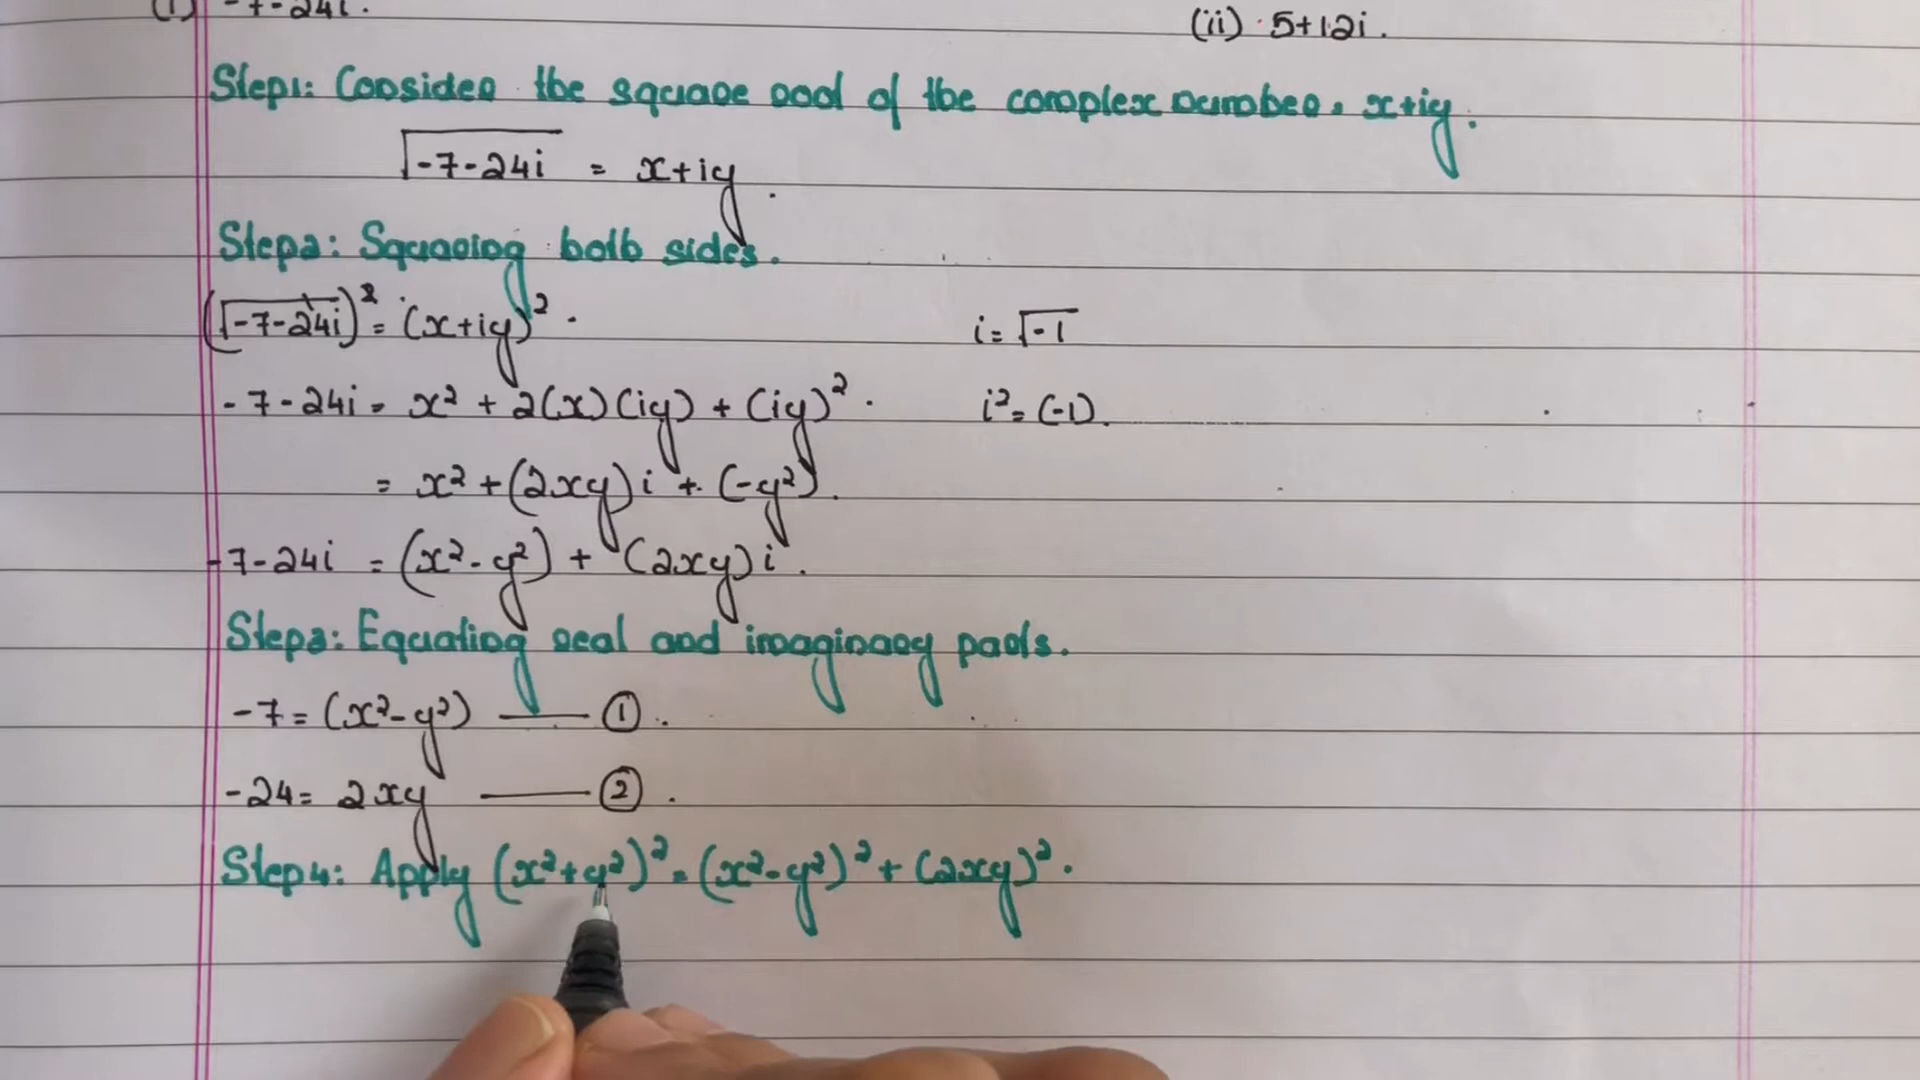 (i) -7-24i.
(ii) 5+12i.
Step1: Consider the square root of the complex number. x+iy.
√-7-24i = x+iy.
Step2: Squaring both sides.
(√-7-24i)² = (x+iy)².
i = √-1
-7-24i = x² + 2(x)(iy) + (iy)².
i² = (-1).
= x² + (2xy)i + (-y²).
-7-24i = (x²-y²) + (2xy)i.
Step3: Equating real and imaginary parts.
-7 = (x²-y²) —— ①.
-24 = 2xy —— ②.
Step4: Apply (x²+y²)² = (x²-y²)² + (2xy)².